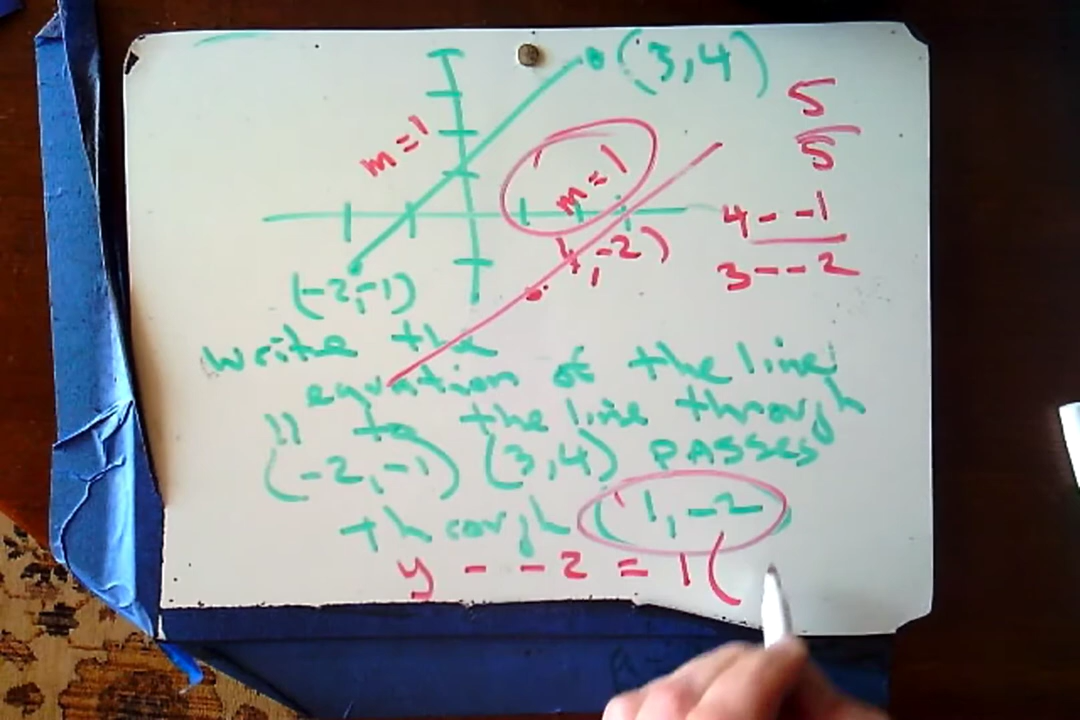 (3,4)
5
5
m=1
m=1
4 - -1
3 - - 2
1, -2)
(-2,-1)
write the
equation of the line
|| to the line through
(-2,-1) (3,4) PASSES
through (1,-2)
y - -2 = 1(